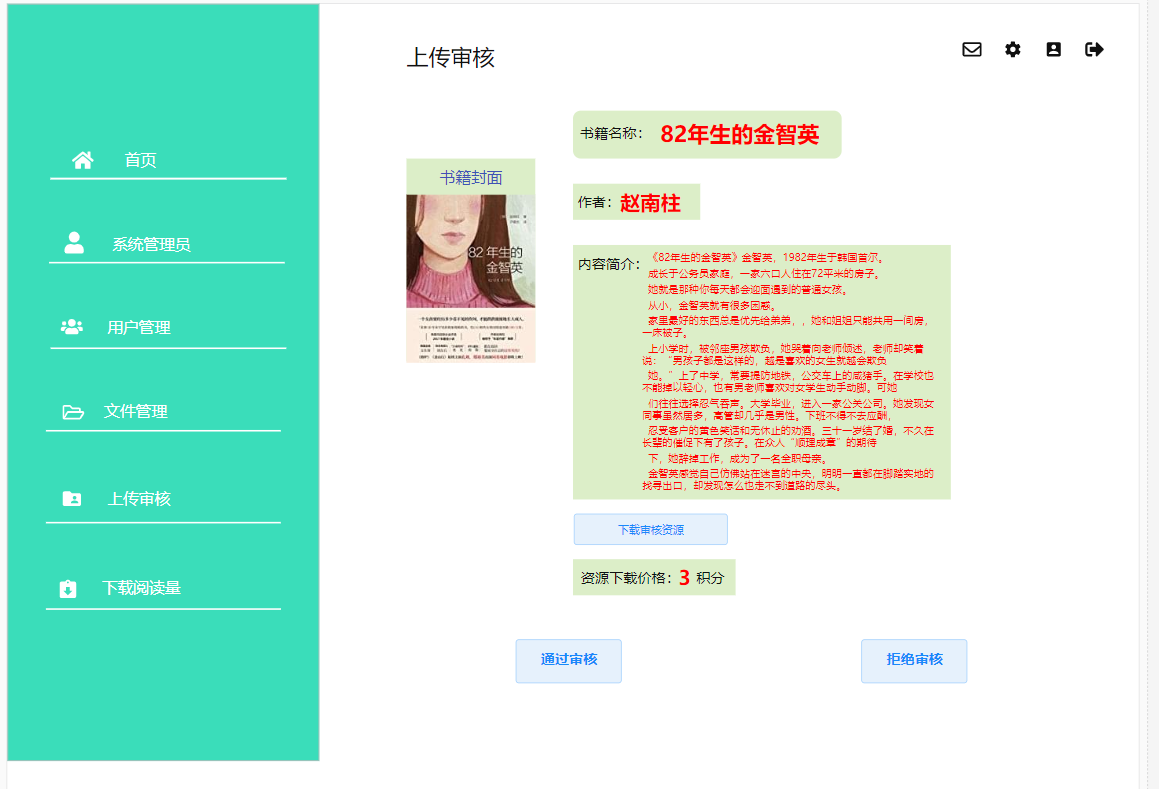 首页
系统管理员
用户管理
文件管理
上传审核
下载阅读量
上传审核
书籍名称： 82年生的金智英
书籍封面
82 年生的
金智英
作者：赵南柱
内容简介：
《82年生的金智英》金智英，1982年生于韩国首尔。
成长于公务员家庭，一家六口人住在72平米的房子。
她就是那种你每天都会迎面遇到的普通女孩。
从小，金智英就有很多困惑。
家里最好的东西总是优先给弟弟，，她和姐姐只能共用一间房，
一床被子。
上小学时，被邻座男孩欺负，她哭着向老师倾述，老师却笑着
说：“男孩子都是这样的，越是喜欢的女生就越会欺负
她。”上了中学，常要提防地铁，公交车上的咸猪手。在学校也
不能掉以轻心，也有男老师喜欢对女学生动手动脚。可她
们往往选择忍气吞声。大学毕业，进入一家公关公司。她发现女
同事虽然居多，高管却几乎是男性。下班不得不去应酬，
忍受客户的黄色笑话和无休止的劝酒。三十一岁结了婚，不久在
长辈的催促下有了孩子。在众人“顺理成章”的期待
下，她辞掉工作，成为了一名全职母亲。
金智英感觉自己仿佛站在迷宫的中央，明明一直都在脚踏实地的
找寻出口，却发现怎么也走不到道路的尽头。
下载审核资源
资源下载价格：3 积分
通过审核
拒绝审核